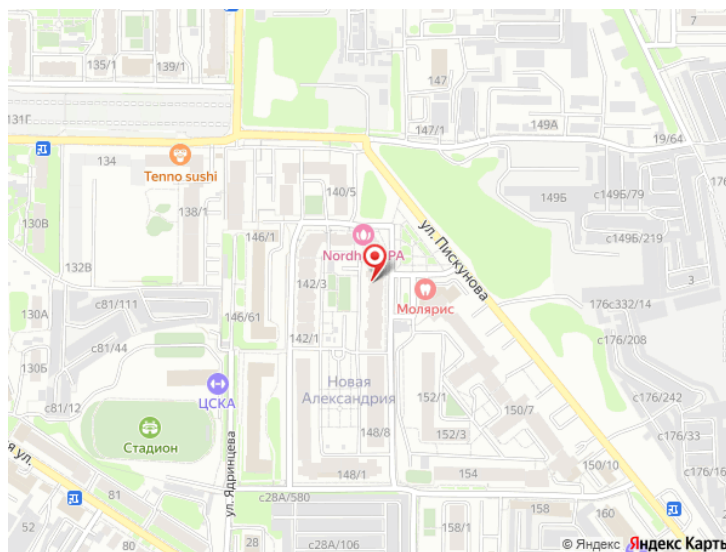 135/1
139/1
147
7
131Г
147/1
149А
19/64
134
Tenno sushi
140/5
149Б
с149Б/79
138/1
130В
146/1
ул. Пискунова
с149Б/219
132В
142/3
Молярис
3
176с332/14
с81/111
130А
146/61
с176/208
с81/44
142/1
130Б
ЦСКА
Новая
Александрия
152/1
150/7
с176/242
с81/12
Стадион
148/8
152/3
с176/33
ул. Ядринцева
148/1
154
150/10
81
с28А/580
52
158
160
80
28
с28А/106
158/1
© Яндекс
Яндекс Карты